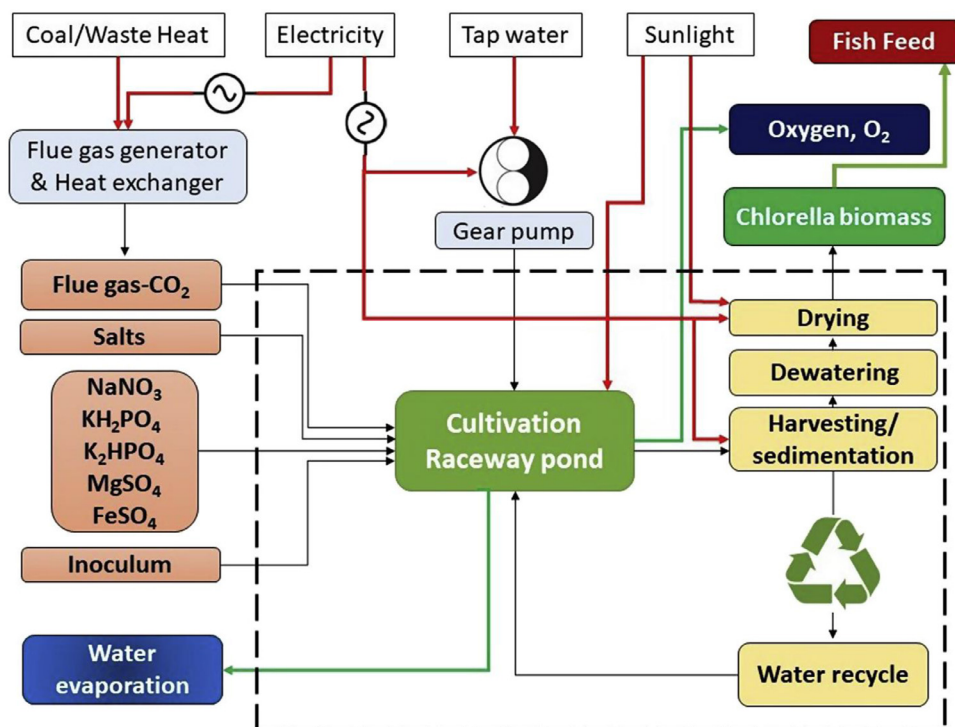 Coal/Waste Heat
Electricity
Tap water
Sunlight
Fish Feed
Flue gas generator
& Heat exchanger
Oxygen, O₂
Chlorella biomass
Gear pump
Flue gas-CO₂
Salts
NaNO₃
KH₂PO₄
K₂HPO₄
MgSO₄
FeSO₄
Inoculum
Cultivation
Raceway pond
Drying
Dewatering
Harvesting/
sedimentation
Water
evaporation
Water recycle